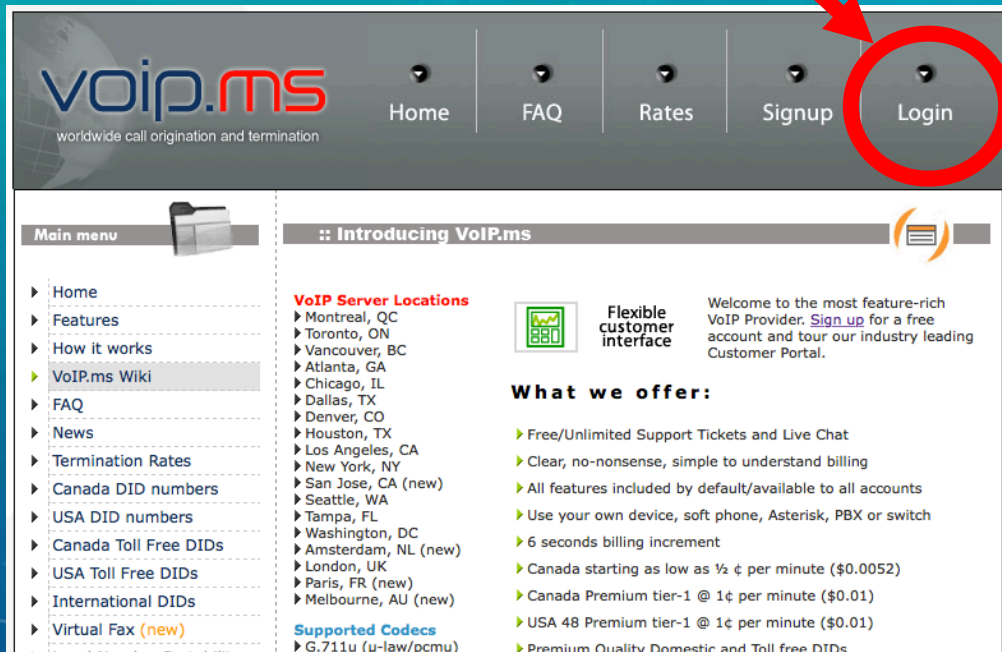 voip.ms
worldwide call origination and termination
Home
FAQ
Rates
Signup
Login
Main menu
Home
Features
How it works
VoIP.ms Wiki
FAQ
News
Termination Rates
Canada DID numbers
USA DID numbers
Canada Toll Free DIDs
USA Toll Free DIDs
International DIDs
Virtual Fax (new)
:: Introducing VoIP.ms
VoIP Server Locations
Montreal, QC
Toronto, ON
Vancouver, BC
Atlanta, GA
Chicago, IL
Dallas, TX
Denver, CO
Houston, TX
Los Angeles, CA
New York, NY
San Jose, CA (new)
Seattle, WA
Tampa, FL
Washington, DC
Amsterdam, NL (new)
London, UK
Paris, FR (new)
Melbourne, AU (new)
Supported Codecs
G.711u (u-law/pcmu)
Flexible
customer
interface
Welcome to the most feature-rich
VoIP Provider. Sign up for a free
account and tour our industry leading
Customer Portal.
What we offer:
Free/Unlimited Support Tickets and Live Chat
Clear, no-nonsense, simple to understand billing
All features included by default/available to all accounts
Use your own device, soft phone, Asterisk, PBX or switch
6 seconds billing increment
Canada starting as low as ½ ¢ per minute ($0.0052)
Canada Premium tier-1 @ 1¢ per minute ($0.01)
USA 48 Premium tier-1 @ 1¢ per minute ($0.01)
Premium Quality Domestic and Toll free DIDs